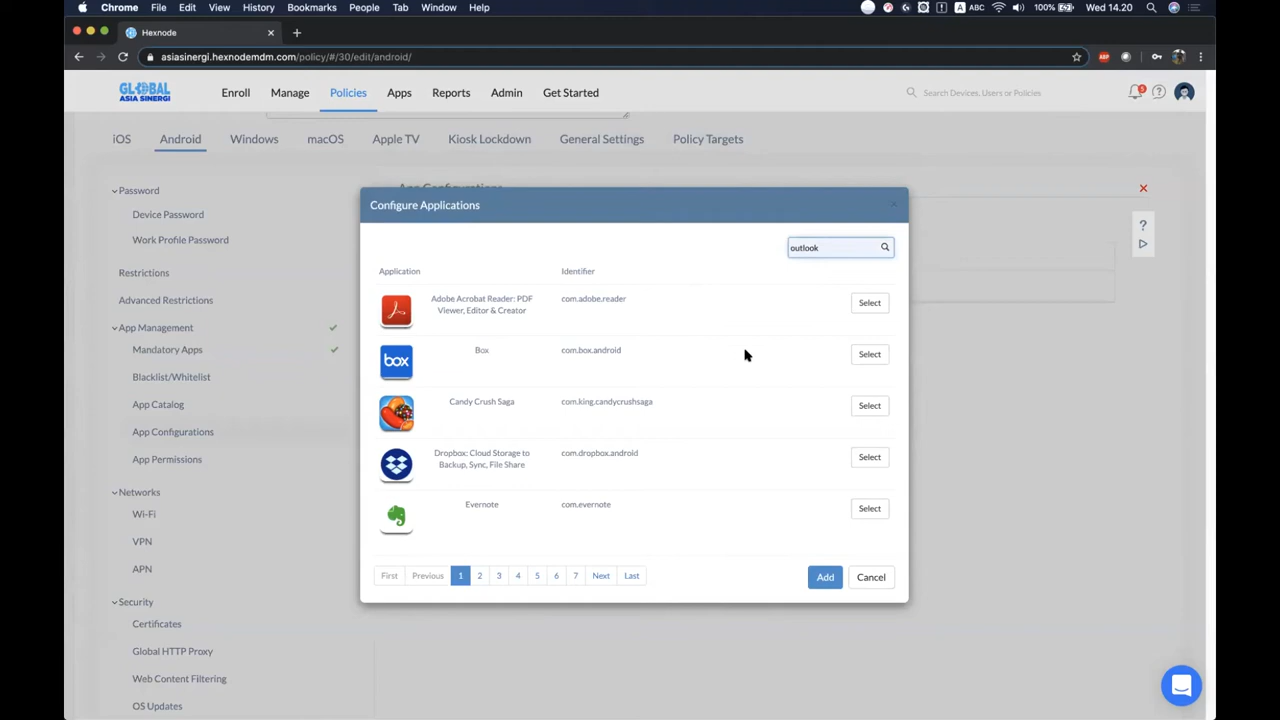 Chrome File Edit View History Bookmarks People Tab Window Help
A ABC 100% Wed 14.20
Hexnode
asiasinergi.hexnodemdm.com/policy/#/30/edit/android/
ABP
GLOBAL
ASIA SINERGI
Enroll Manage Policies Apps Reports Admin Get Started
Search Devices, Users or Policies
5
iOS Android Windows macOS Apple TV Kiosk Lockdown General Settings Policy Targets
Password
Device Password
Work Profile Password
Restrictions
Advanced Restrictions
App Management
Mandatory Apps
Blacklist/Whitelist
App Catalog
App Configurations
App Permissions
Networks
Wi-Fi
VPN
APN
Security
Certificates
Global HTTP Proxy
Web Content Filtering
OS Updates
App Configurations
Configure Applications
outlook
Application Identifier
Adobe Acrobat Reader: PDF
Viewer, Editor & Creator
com.adobe.reader
Select
box
Box
com.box.android
Select
Candy Crush Saga
com.king.candycrushsaga
Select
Dropbox: Cloud Storage to
Backup, Sync, File Share
com.dropbox.android
Select
Evernote
com.evernote
Select
First Previous 1 2 3 4 5 6 7 Next Last
Add Cancel